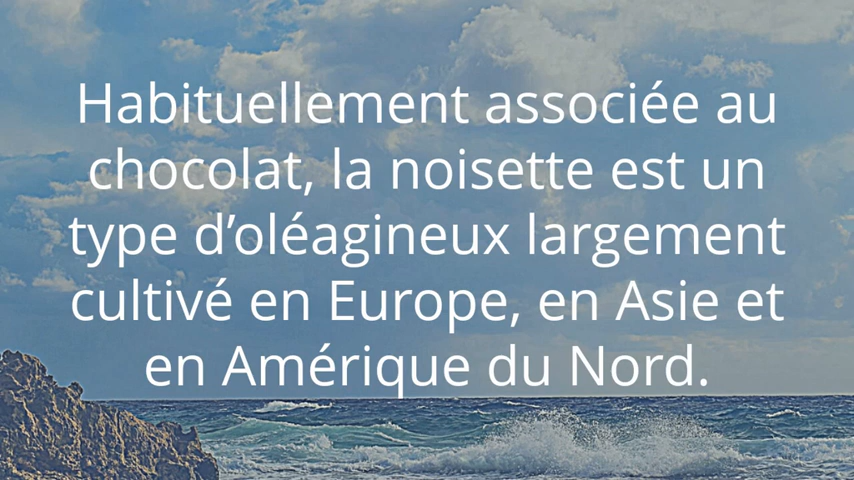 Habituellement associée au
chocolat, la noisette est un
type d’oléagineux largement
cultivé en Europe, en Asie et
en Amérique du Nord.